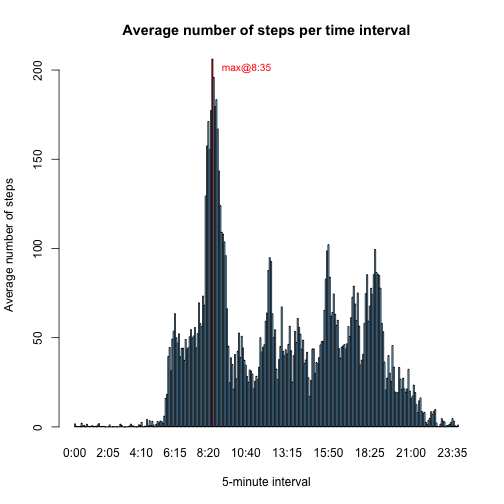 Average number of steps per time interval
max@8:35
Average number of steps
200
150
100
50
0
0:00 2:05 4:10 6:15 8:20 10:40 13:15 15:50 18:25 21:00 23:35
5-minute interval